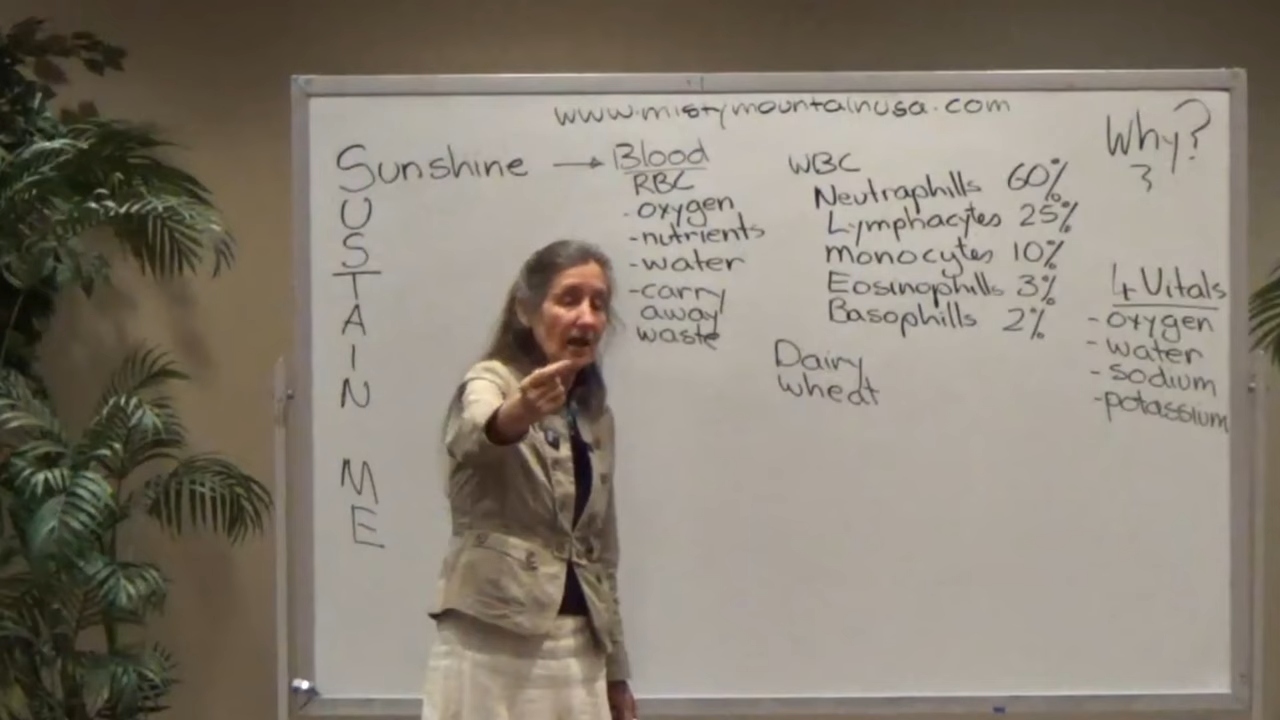 www.mistymountainusa.com
Sunshine → Blood
U
S
T
A
I
N
M
E
RBC
- oxygen
- nutrients
- water
- carry
away
waste
WBC
Neutraphills 60%
Lymphacytes 25%
monocytes 10%
Eosinophills 3%
Basophills 2%
Dairy
wheat
Why?
3
4 Vitals
- oxygen
- water
- sodium
- potassium